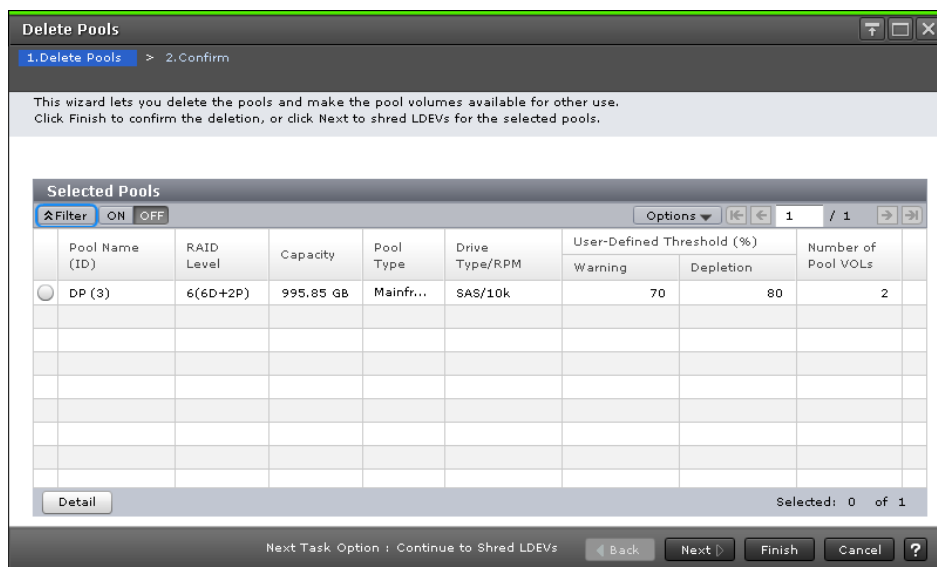 Delete Pools
1.Delete Pools > 2.Confirm
This wizard lets you delete the pools and make the pool volumes available for other use.
Click Finish to confirm the deletion, or click Next to shred LDEVs for the selected pools.
Selected Pools
Filter ON OFF Options 1 / 1
Pool Name (ID) RAID Level Capacity Pool Type Drive Type/RPM User-Defined Threshold (%) Warning Depletion Number of Pool VOLs
DP (3) 6(6D+2P) 995.85 GB Mainfr... SAS/10k 70 80 2
Detail Selected: 0 of 1
Next Task Option : Continue to Shred LDEVs Back Next Finish Cancel ?